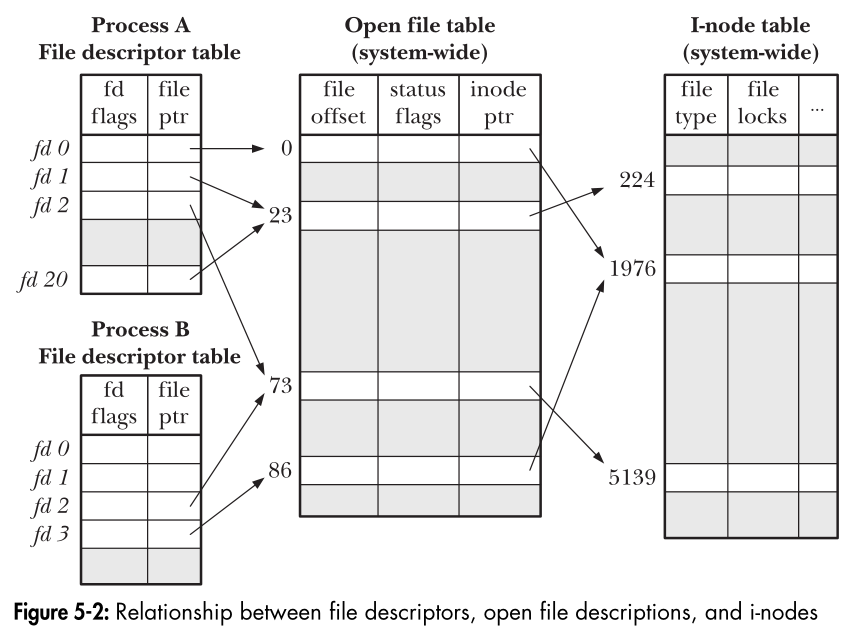 Process A
File descriptor table
fd flags
file ptr
fd 0
fd 1
fd 2
fd 20
Process B
File descriptor table
fd flags
file ptr
fd 0
fd 1
fd 2
fd 3
Open file table
(system-wide)
file offset
status flags
inode ptr
0
23
73
86
I-node table
(system-wide)
file type
file locks
...
224
1976
5139
Figure 5-2: Relationship between file descriptors, open file descriptions, and i-nodes